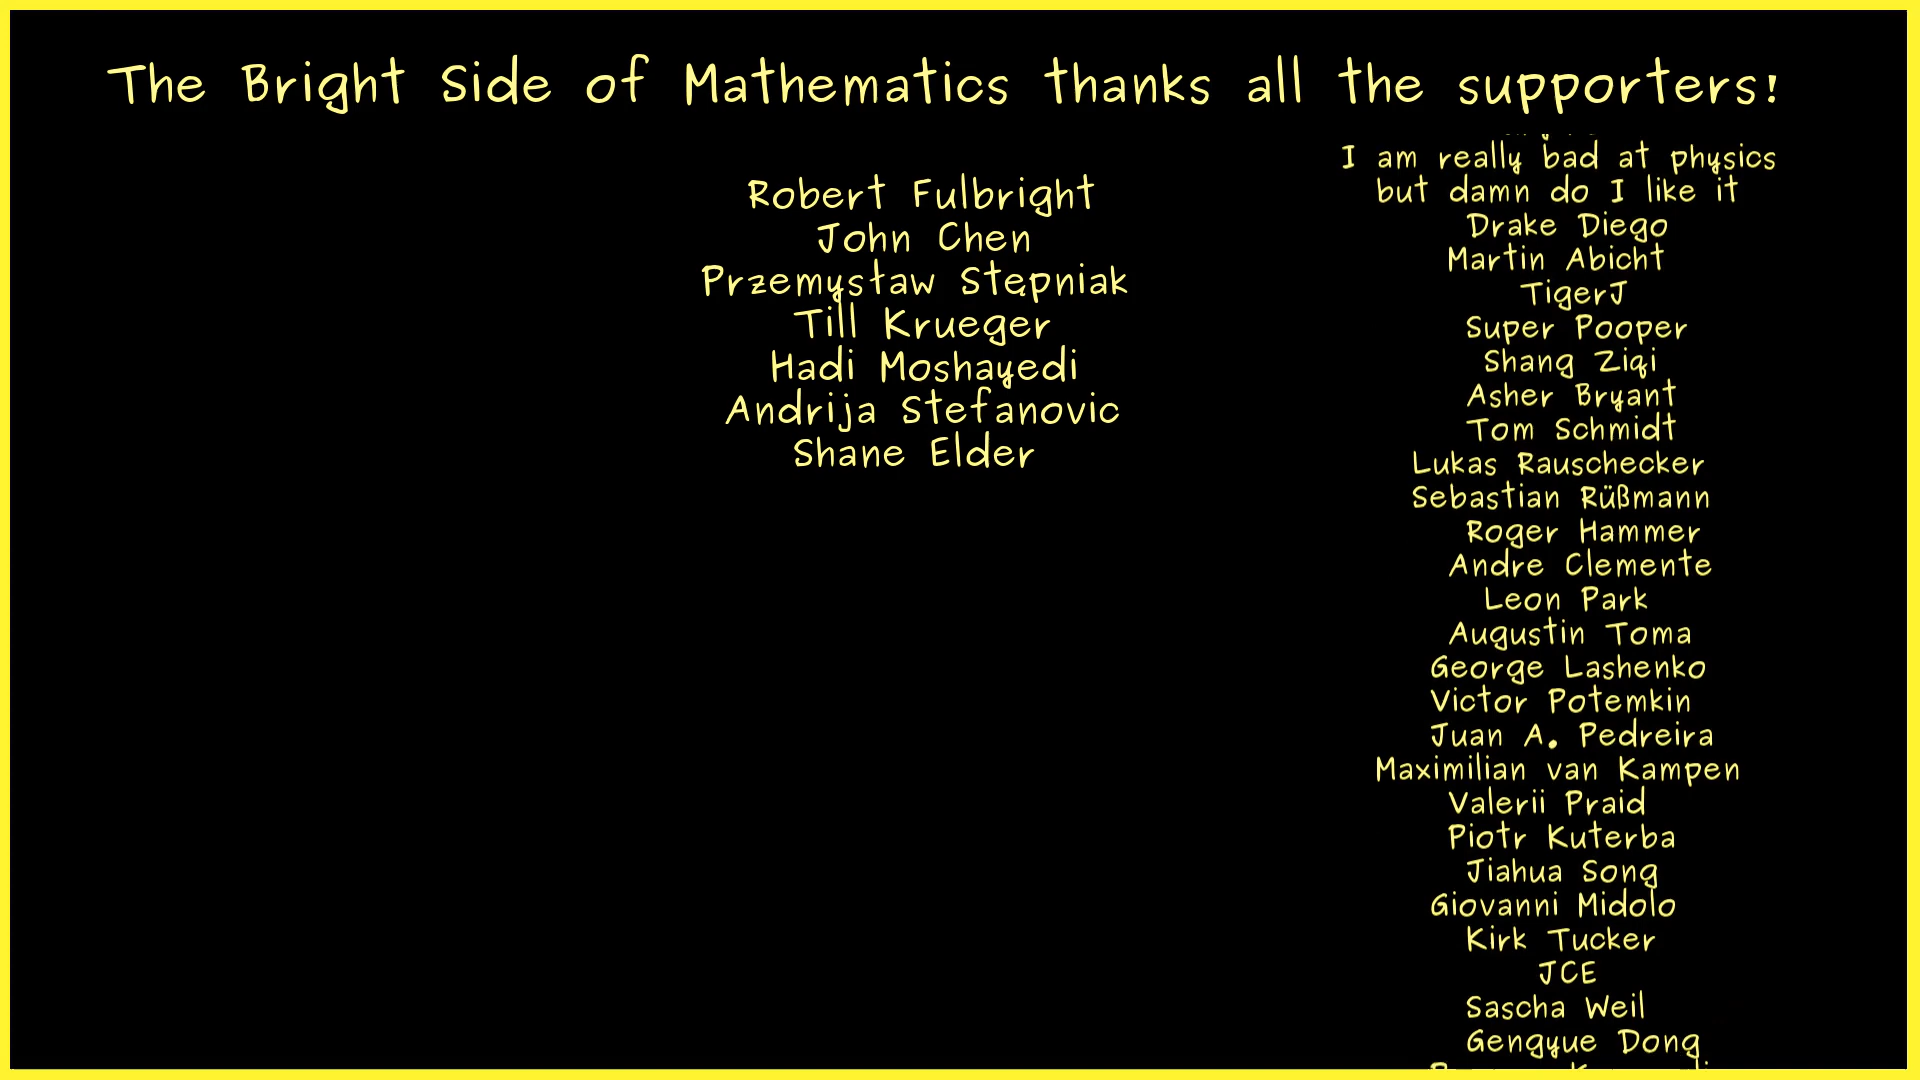 The Bright Side of Mathematics thanks all the supporters!
Robert Fulbright
John Chen
Przemysław Stępniak
Till Krueger
Hadi Moshayedi
Andrija Stefanovic
Shane Elder
I am really bad at physics
but damn do I like it
Drake Diego
Martin Abicht
TigerJ
Super Pooper
Shang Ziqi
Asher Bryant
Tom Schmidt
Lukas Rauschecker
Sebastian Rüßmann
Roger Hammer
Andre Clemente
Leon Park
Augustin Toma
George Lashenko
Victor Potemkin
Juan A. Pedreira
Maximilian van Kampen
Valerii Praid
Piotr Kuterba
Jiahua Song
Giovanni Midolo
Kirk Tucker
JCE
Sascha Weil
Gengyue Dong